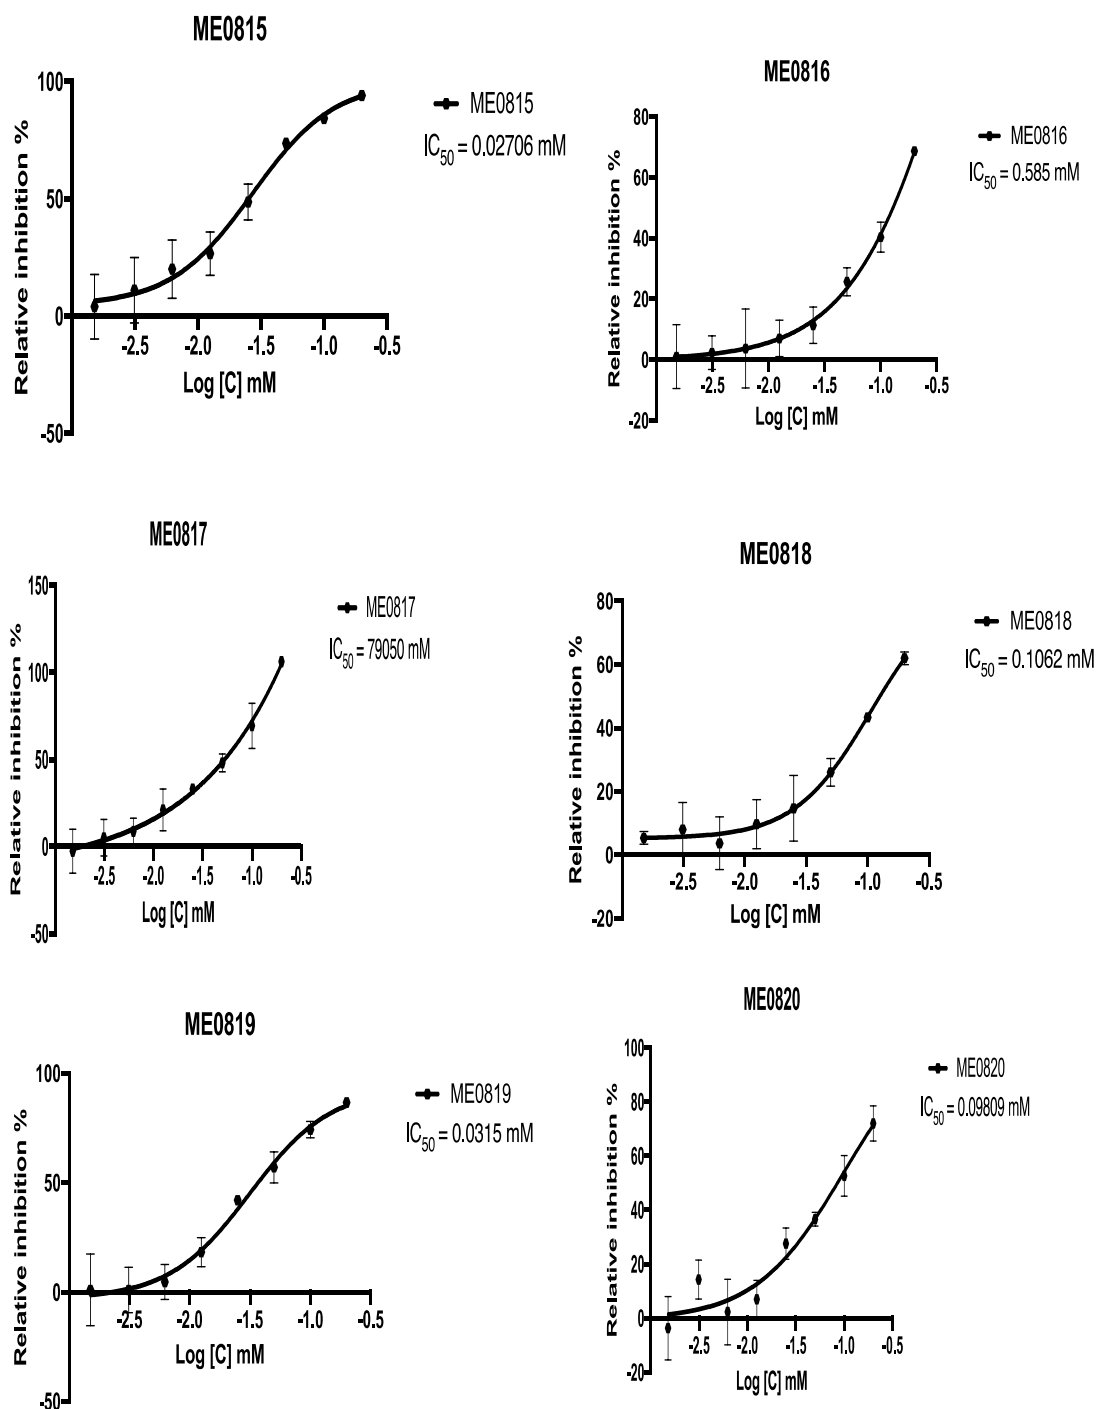 ME0815
100
50
0
-50
Relative inhibition %
-2.5 -2.0 -1.5 -1.0 -0.5
Log [C] mM
ME0815
IC50 = 0.02706 mM
ME0816
80
60
40
20
0
-20
Relative inhibition %
-2.5 -2.0 -1.5 -1.0 -0.5
Log [C] mM
ME0816
IC50 = 0.585 mM
ME0817
150
100
50
0
-50
Relative inhibition %
-2.5 -2.0 -1.5 -1.0 -0.5
Log [C] mM
ME0817
IC50 = 79050 mM
ME0818
80
60
40
20
0
-20
Relative inhibition %
-2.5 -2.0 -1.5 -1.0 -0.5
Log [C] mM
ME0818
IC50 = 0.1062 mM
ME0819
100
50
0
-50
Relative inhibition %
-2.5 -2.0 -1.5 -1.0 -0.5
Log [C] mM
ME0819
IC50 = 0.0315 mM
ME0820
100
80
60
40
20
0
-20
Relative inhibition %
-2.5 -2.0 -1.5 -1.0 -0.5
Log [C] mM
ME0820
IC50 = 0.09809 mM